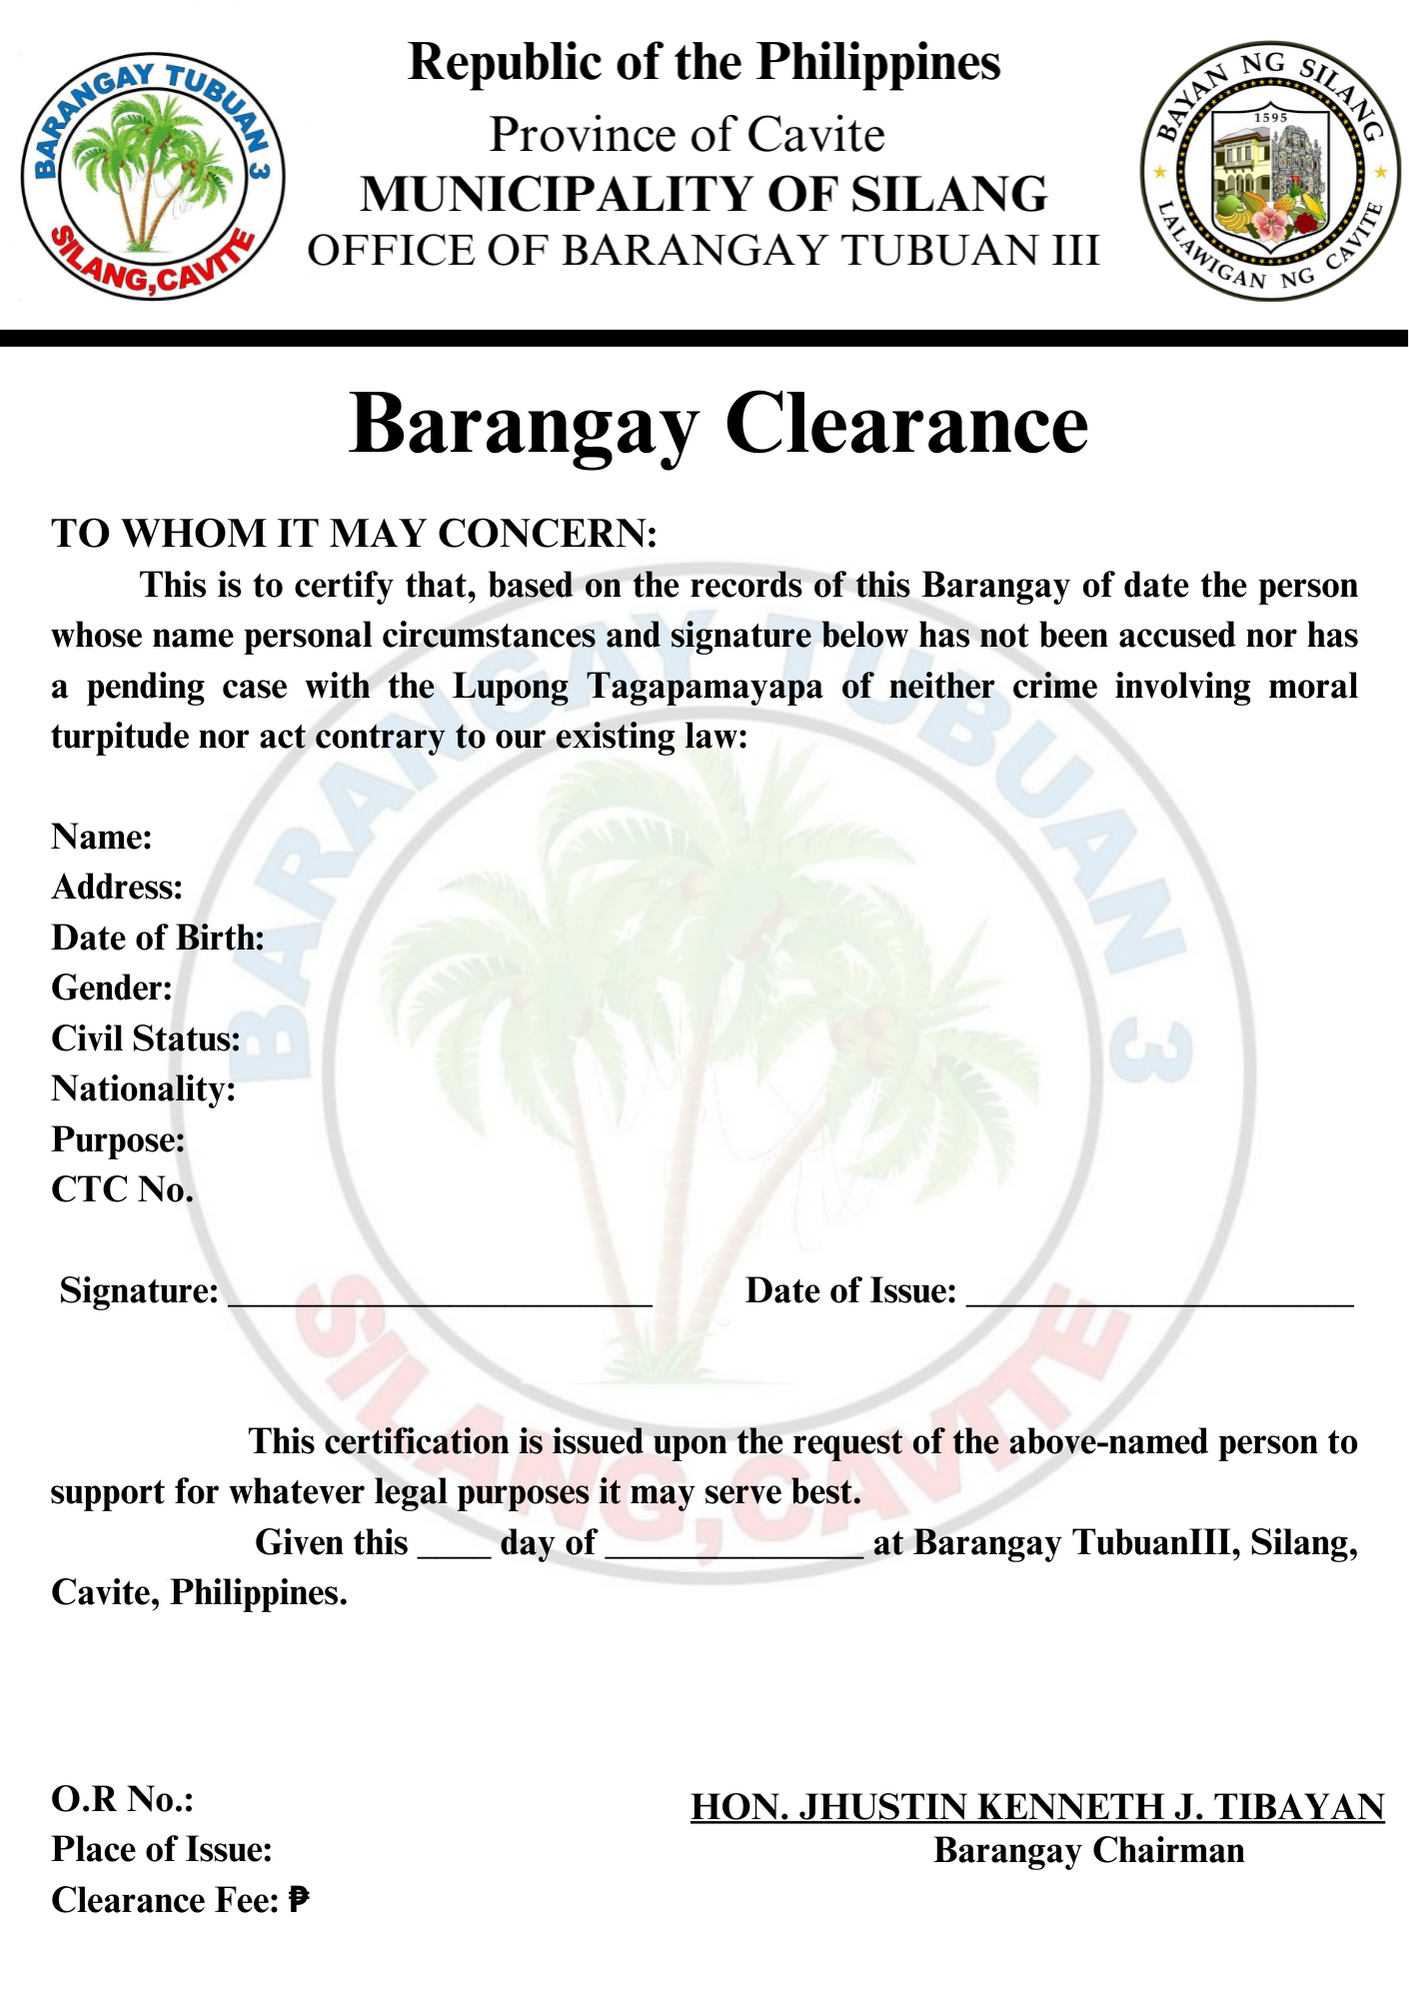 Republic of the Philippines
Province of Cavite
MUNICIPALITY OF SILANG
OFFICE OF BARANGAY TUBUAN III
BARANGAY TUBUAN 3
SILANG,CAVITE
BAYAN NG SILANG
1595
LALAWIGAN NG CAVITE
Barangay Clearance
TO WHOM IT MAY CONCERN:
This is to certify that, based on the records of this Barangay of date the person
whose name personal circumstances and signature below has not been accused nor has
a pending case with the Lupong Tagapamayapa of neither crime involving moral
turpitude nor act contrary to our existing law:
BARANGAY TUBUAN 3
SILANG,CAVITE
Name:
Address:
Date of Birth:
Gender:
Civil Status:
Nationality:
Purpose:
CTC No.
Signature: _______________________ Date of Issue: _____________________
This certification is issued upon the request of the above-named person to
support for whatever legal purposes it may serve best.
Given this ____ day of ______________ at Barangay TubuanIII, Silang,
Cavite, Philippines.
O.R No.:
Place of Issue:
Clearance Fee: ₱
HON. JHUSTIN KENNETH J. TIBAYAN
Barangay Chairman